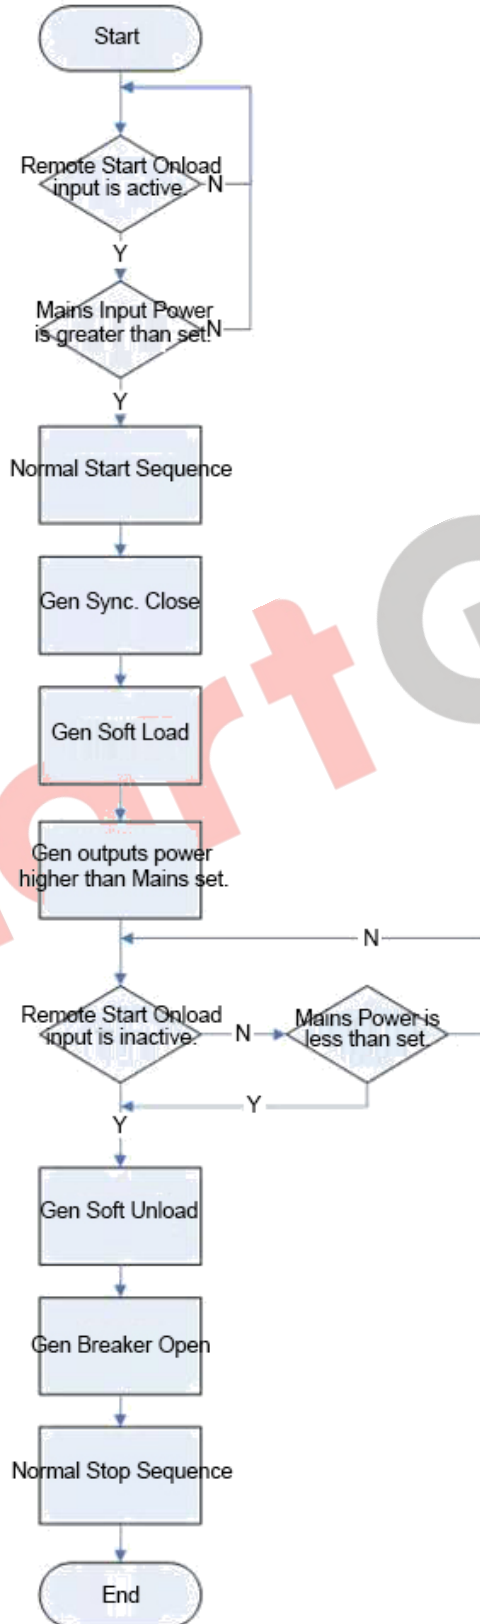 Start
Remote Start Onload
input is active.
N
Y
Mains Input Power
is greater than set.
N
Y
Normal Start Sequence
Gen Sync. Close
Gen Soft Load
Gen outputs power
higher than Mains set.
N
Remote Start Onload
input is inactive.
N
Mains Power is
less than set.
Y
Y
Gen Soft Unload
Gen Breaker Open
Normal Stop Sequence
End